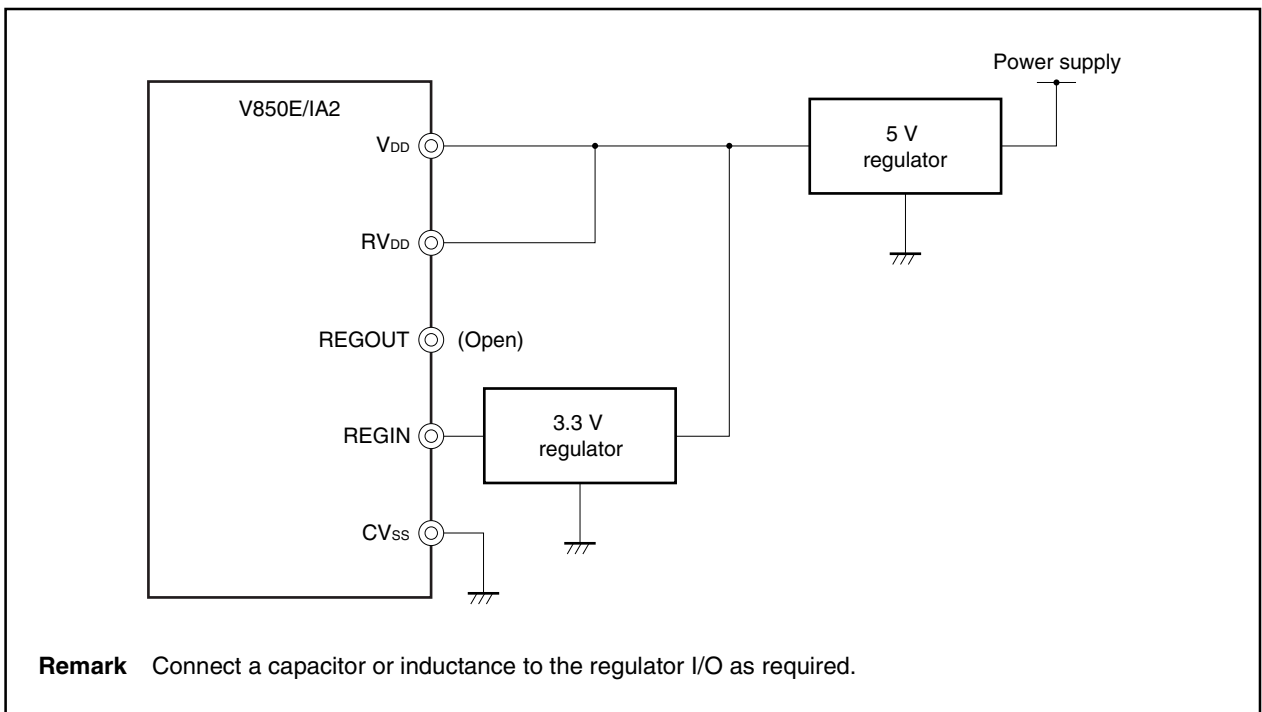 Power supply
V850E/IA2
5 V
regulator
VDD
RVDD
REGOUT (Open)
3.3 V
regulator
REGIN
CVSS
Remark Connect a capacitor or inductance to the regulator I/O as required.